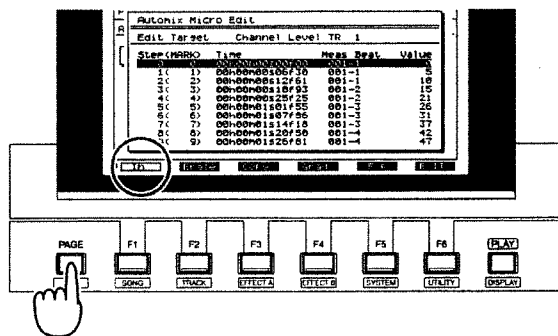 Automix Micro Edit
Edit Target Channel Level TR 1
Step(MARK) Time Meas Beat Value
1( 1) 00h00m00s06f30 001-1 5
2( 2) 00h00m00s12f61 001-1 10
3( 3) 00h00m00s18f93 001-2 15
4( 4) 00h00m00s25f25 001-2 21
5( 5) 00h00m01s01f55 001-3 26
6( 6) 00h00m01s07f86 001-3 31
7( 7) 00h00m01s14f18 001-3 37
8( 8) 00h00m01s20f50 001-4 42
9) 00h00m01s26f81 001-4 47
PAGE F1 F2 F3 F4 F5 F6 PLAY
SONG TRACK EFFECT A EFFECT B SYSTEM UTILITY DISPLAY